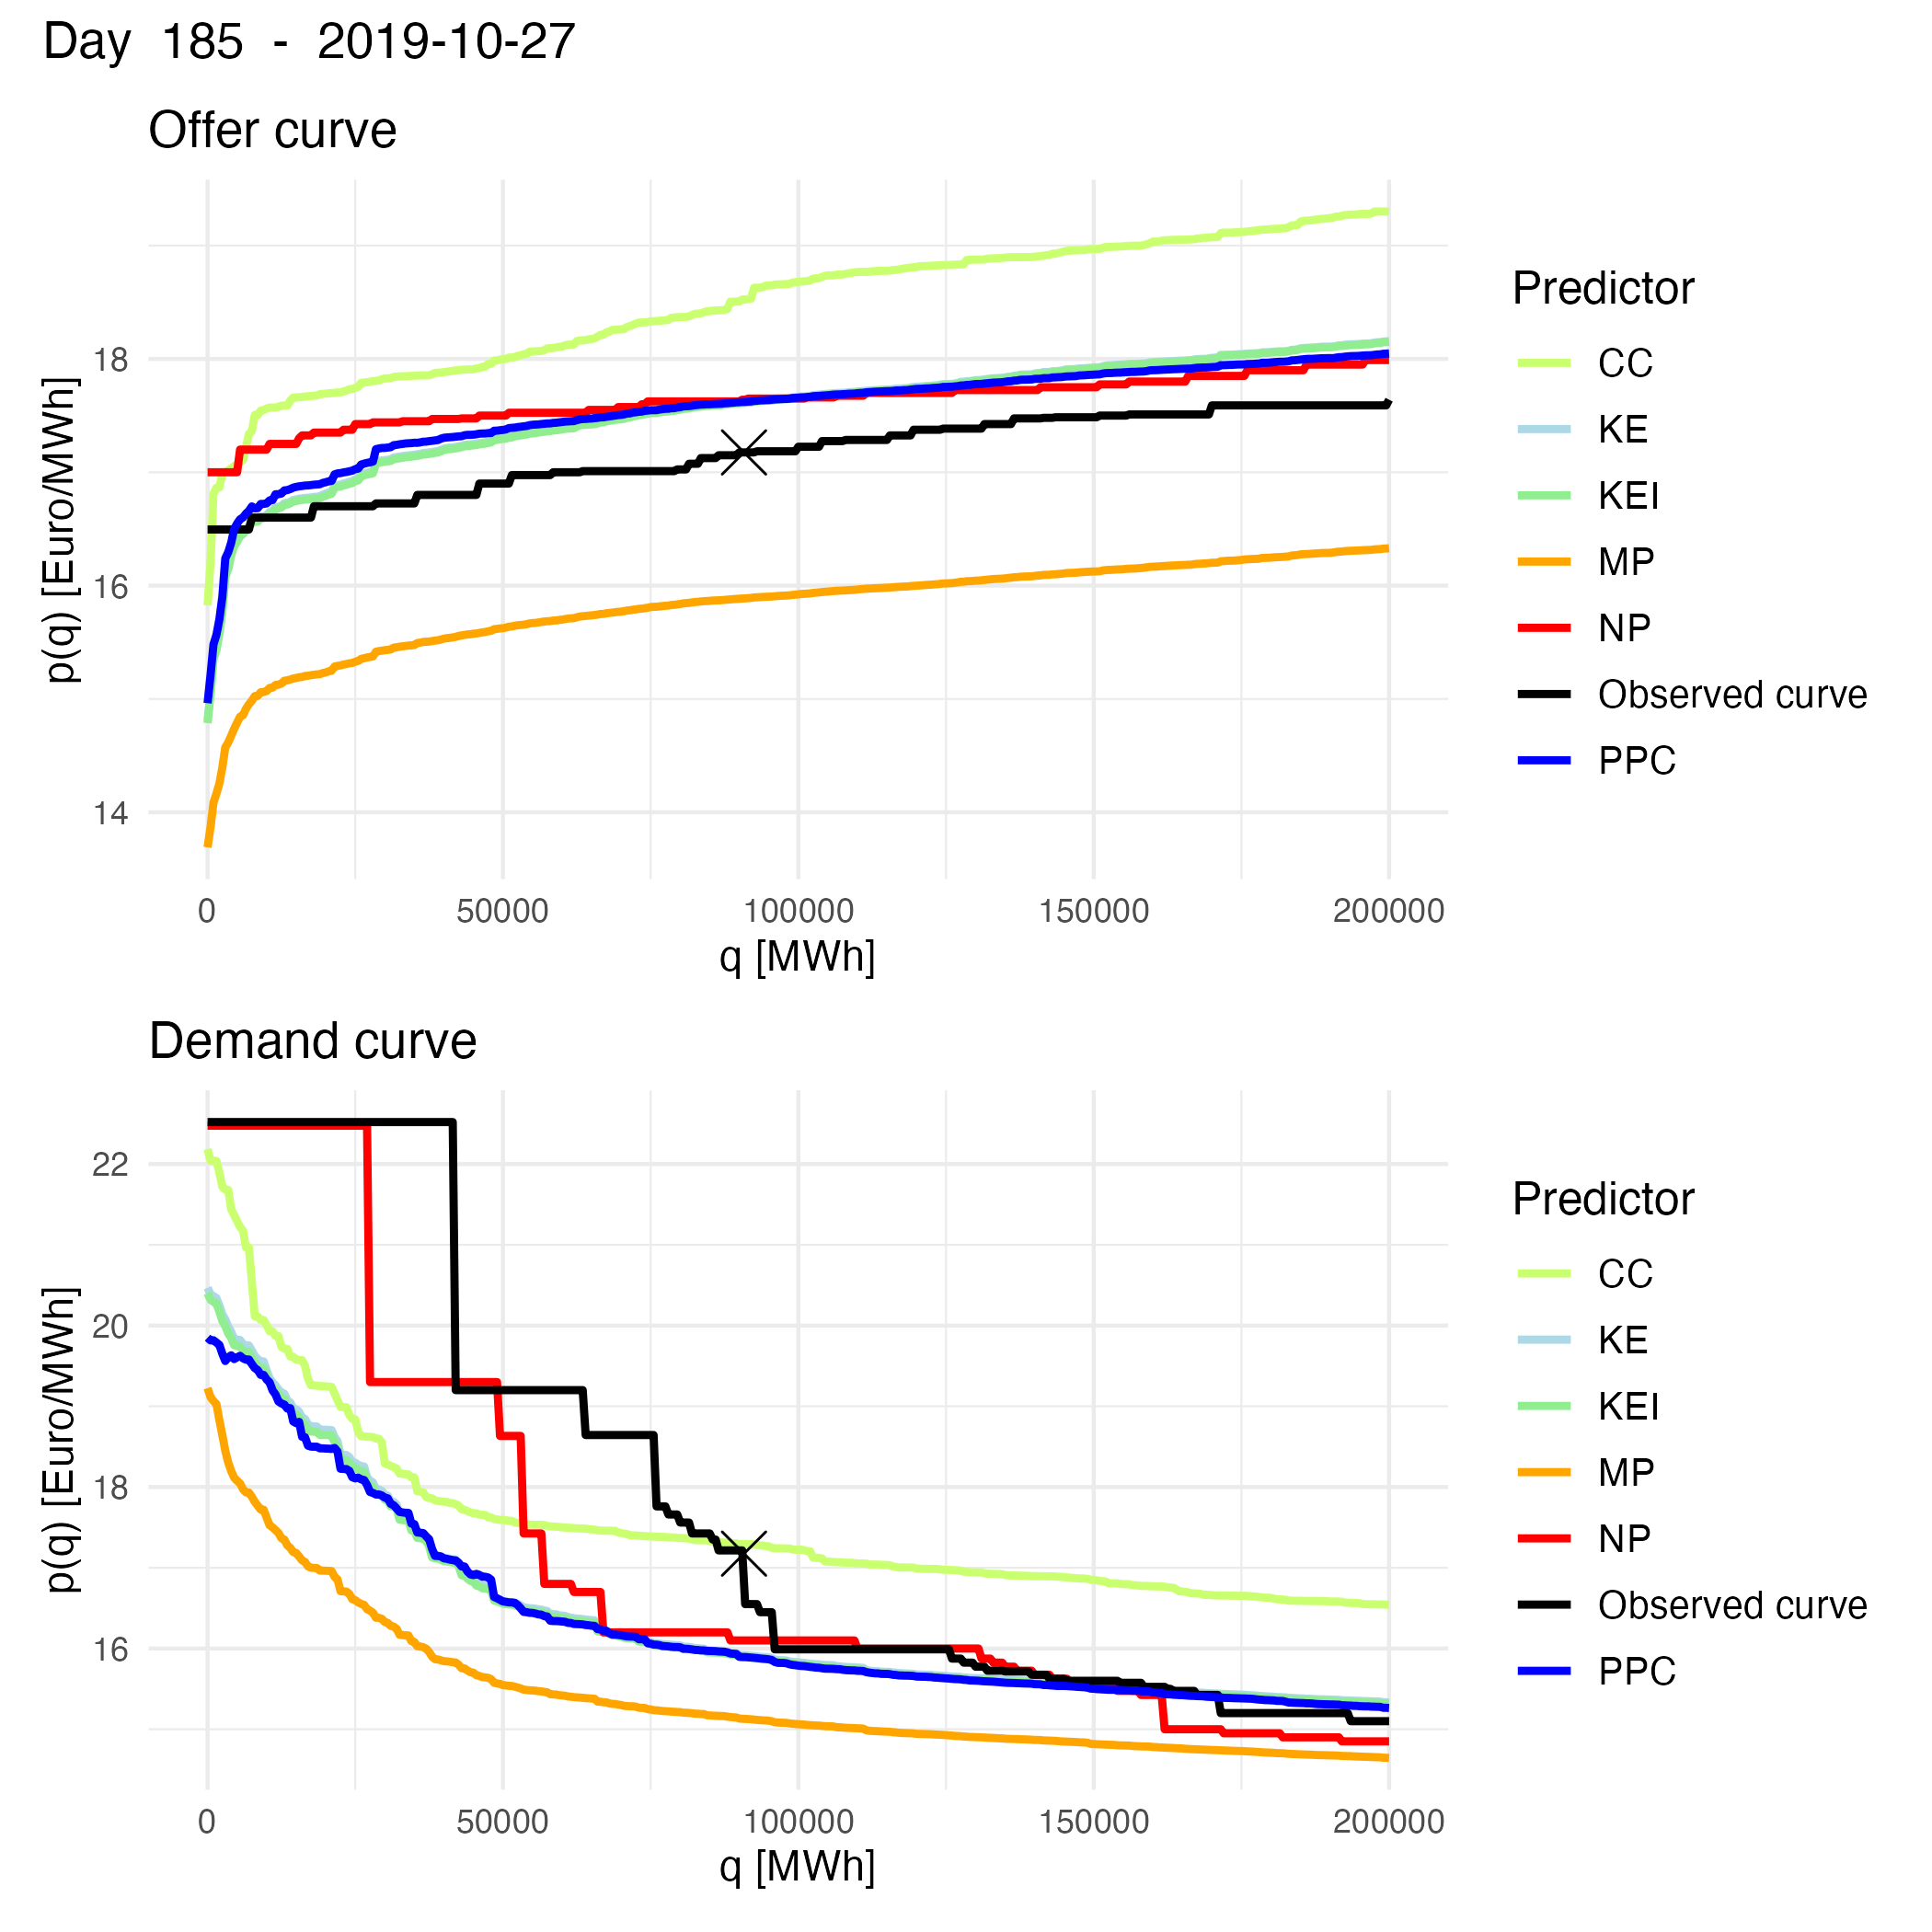 Day 185 - 2019-10-27
Offer curve
p(q) [Euro/MWh]
18
16
14
0 50000 100000 150000 200000
q [MWh]
Predictor
CC
KE
KEI
MP
NP
Observed curve
PPC
Demand curve
p(q) [Euro/MWh]
22
20
18
16
0 50000 100000 150000 200000
q [MWh]
Predictor
CC
KE
KEI
MP
NP
Observed curve
PPC